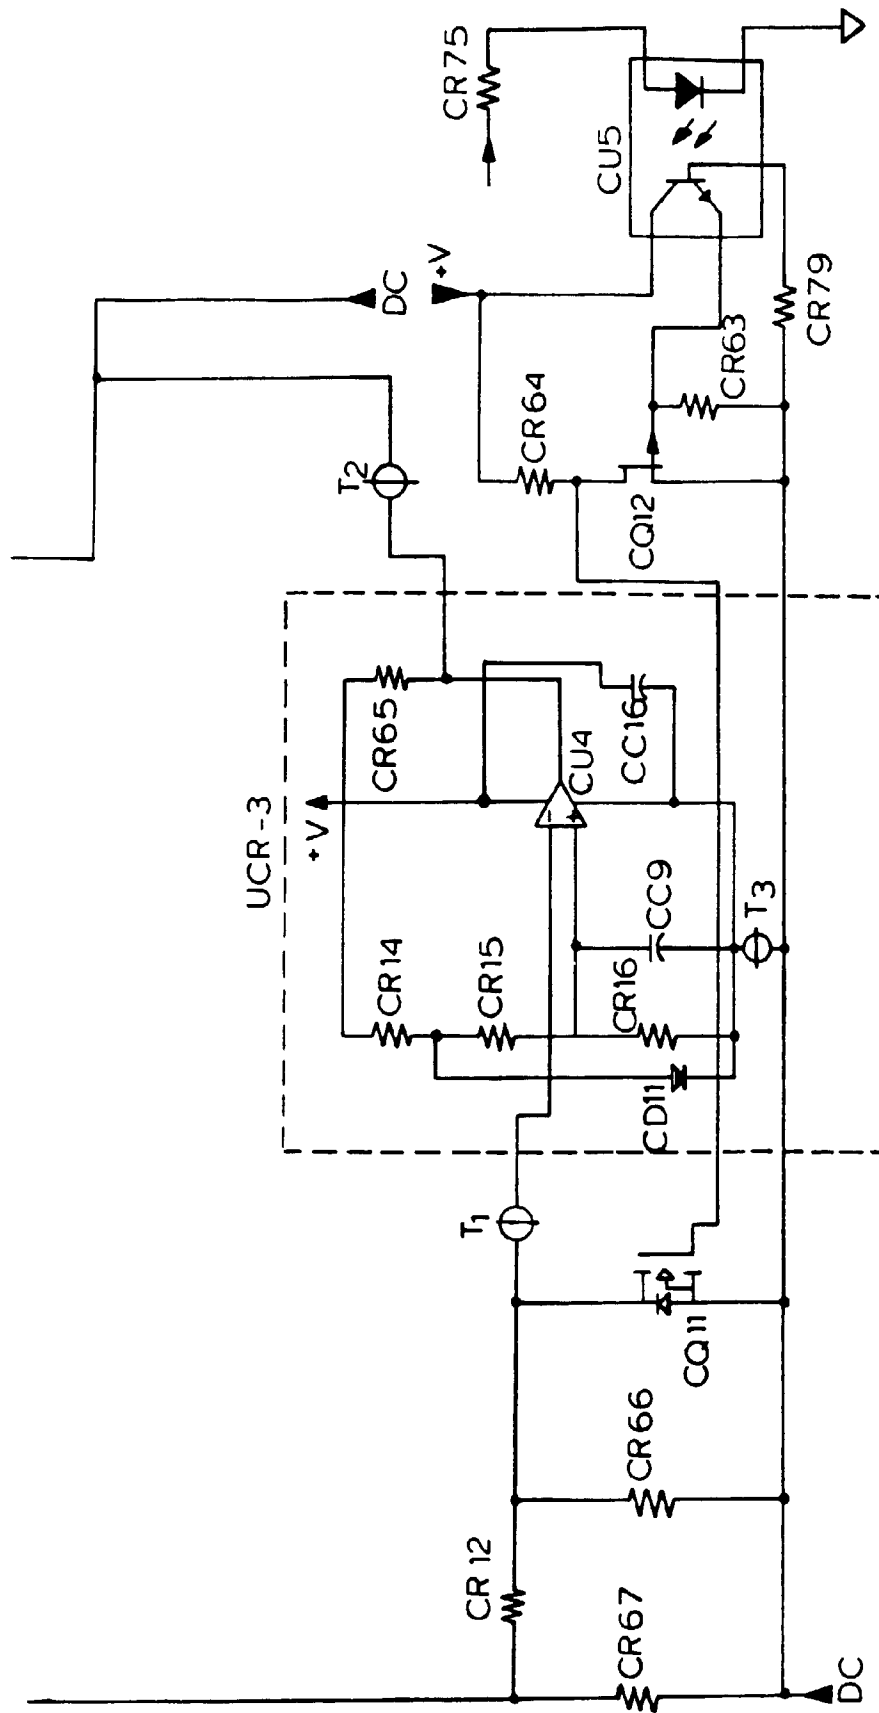 CR75
CU5
DC
+V
CR79
CR63
CR64
T2
CQ12
UCR-3
+V
CR65
CC16
CU4
-
+
CR14
CR15
CR16
CC9
T3
CD11
T1
CQ11
CR66
CR12
CR67
DC